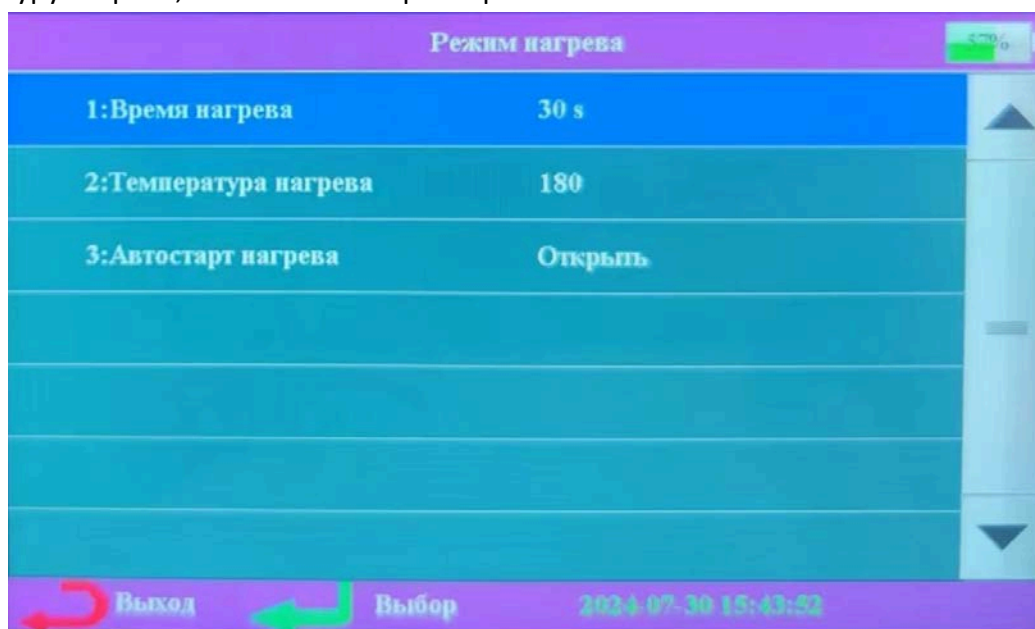 Режим нагрева 57%
1:Время нагрева 30 s
2:Температура нагрева 180
3:Автостарт нагрева Открыть
Выход Выбор 2024-07-30 15:43:52